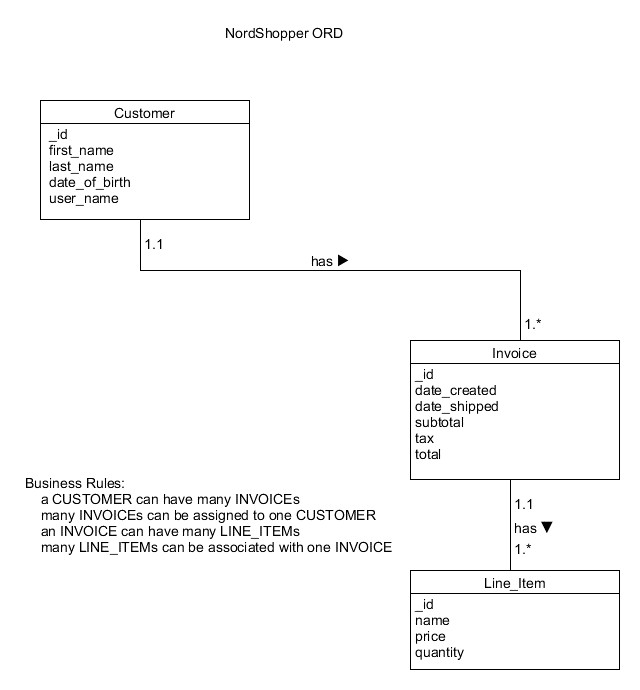 NordShopper ORD
Customer
_id
first_name
last_name
date_of_birth
user_name
1.1
has ▶
1.*
Invoice
_id
date_created
date_shipped
subtotal
tax
total
Business Rules:
a CUSTOMER can have many INVOICEs
many INVOICEs can be assigned to one CUSTOMER
an INVOICE can have many LINE_ITEMs
many LINE_ITEMs can be associated with one INVOICE
1.1
has ▼
1.*
Line_Item
_id
name
price
quantity